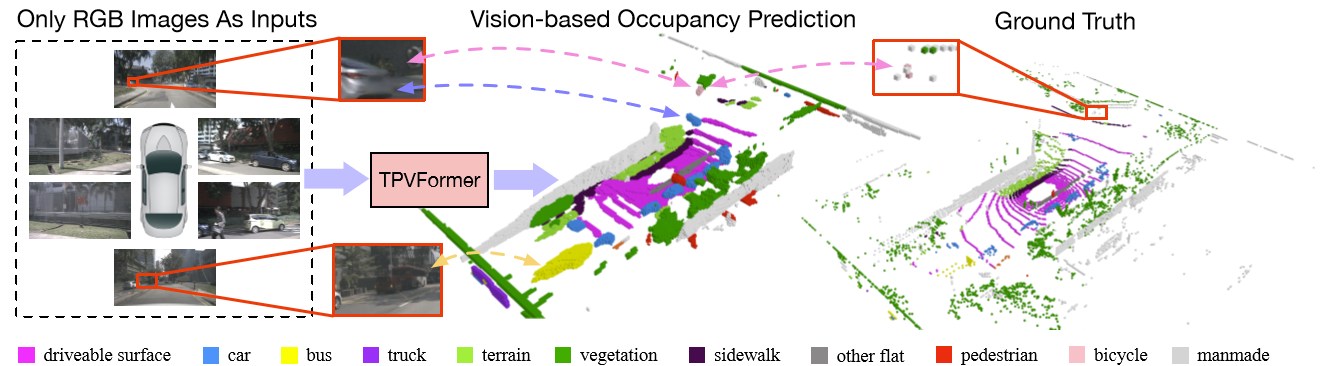 Only RGB Images As Inputs
Vision-based Occupancy Prediction
Ground Truth
TPVFormer
driveable surface
car
bus
truck
terrain
vegetation
sidewalk
other flat
pedestrian
bicycle
manmade